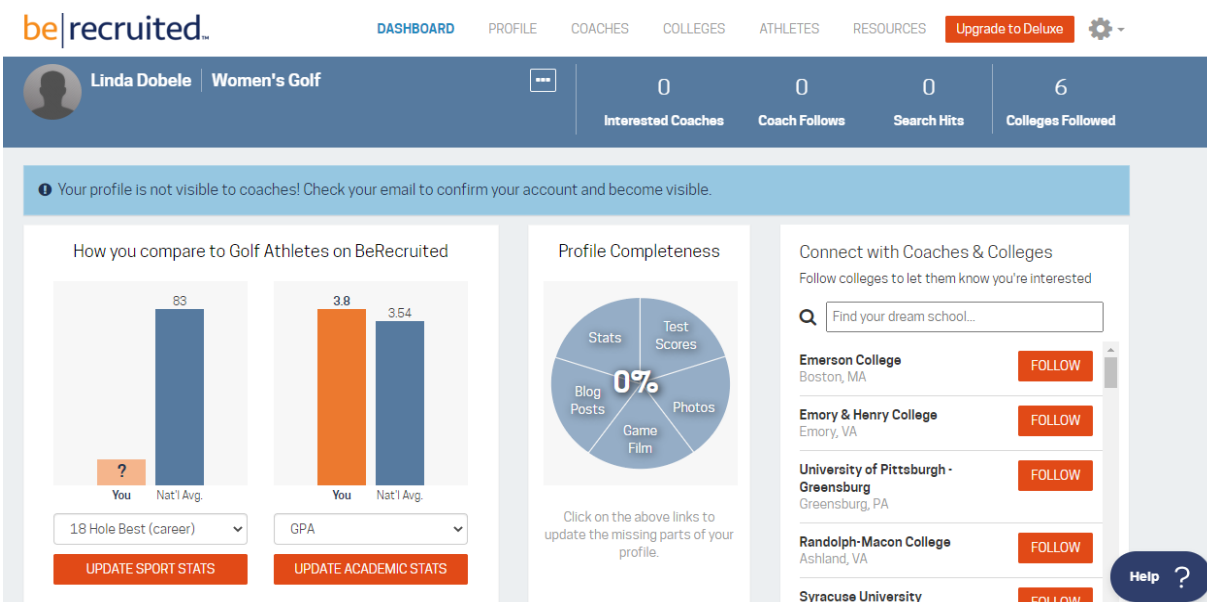 be|recruited™
DASHBOARD PROFILE COACHES COLLEGES ATHLETES RESOURCES Upgrade to Deluxe
Linda Dobele Women's Golf
0 0 0 6
Interested Coaches Coach Follows Search Hits Colleges Followed
Your profile is not visible to coaches! Check your email to confirm your account and become visible.
How you compare to Golf Athletes on BeRecruited
83
?
You Nat'l Avg.
18 Hole Best (career)
UPDATE SPORT STATS
3.8
3.54
You Nat'l Avg.
GPA
UPDATE ACADEMIC STATS
Profile Completeness
Stats
Test
Scores
0%
Blog
Posts
Photos
Game
Film
Click on the above links to
update the missing parts of your
profile.
Connect with Coaches & Colleges
Follow colleges to let them know you're interested
Find your dream school...
Emerson College
Boston, MA
FOLLOW
Emory & Henry College
Emory, VA
FOLLOW
University of Pittsburgh -
Greensburg
Greensburg, PA
FOLLOW
Randolph-Macon College
Ashland, VA
FOLLOW
Syracuse University
FOLLOW
Help ?